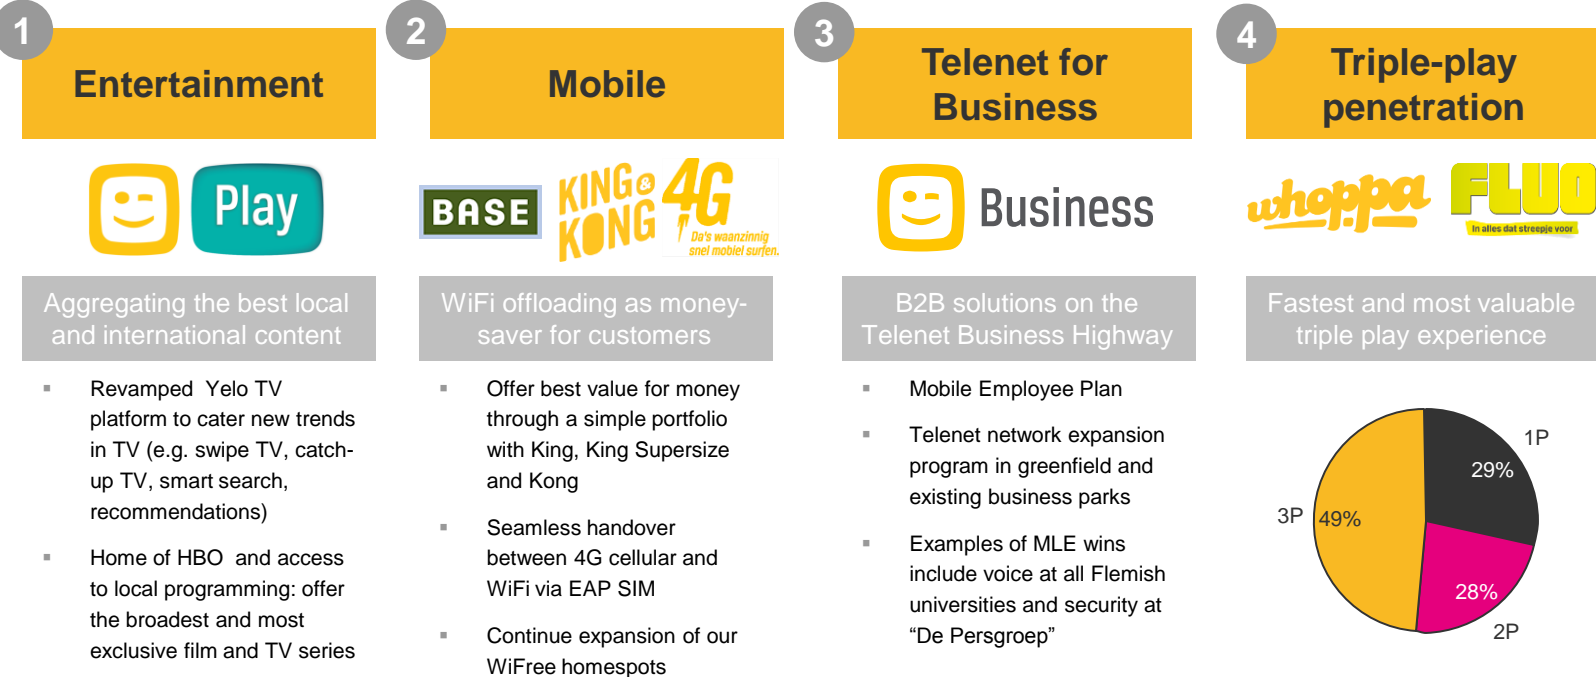 1
Entertainment
Play
Aggregating the best local
and international content
▪ Revamped Yelo TV
platform to cater new trends
in TV (e.g. swipe TV, catch-
up TV, smart search,
recommendations)
▪ Home of HBO and access
to local programming: offer
the broadest and most
exclusive film and TV series
2
Mobile
BASE
KING &
KONG
4G
Da's waanzinnig
snel mobiel surfen.
WiFi offloading as money-
saver for customers
▪ Offer best value for money
through a simple portfolio
with King, King Supersize
and Kong
▪ Seamless handover
between 4G cellular and
WiFi via EAP SIM
▪ Continue expansion of our
WiFree homespots
3
Telenet for
Business
Business
B2B solutions on the
Telenet Business Highway
▪ Mobile Employee Plan
▪ Telenet network expansion
program in greenfield and
existing business parks
▪ Examples of MLE wins
include voice at all Flemish
universities and security at
“De Persgroep”
4
Triple-play
penetration
whoppa
FLUO
In alles dat streepje voor
Fastest and most valuable
triple play experience
1P
29%
3P
49%
28%
2P